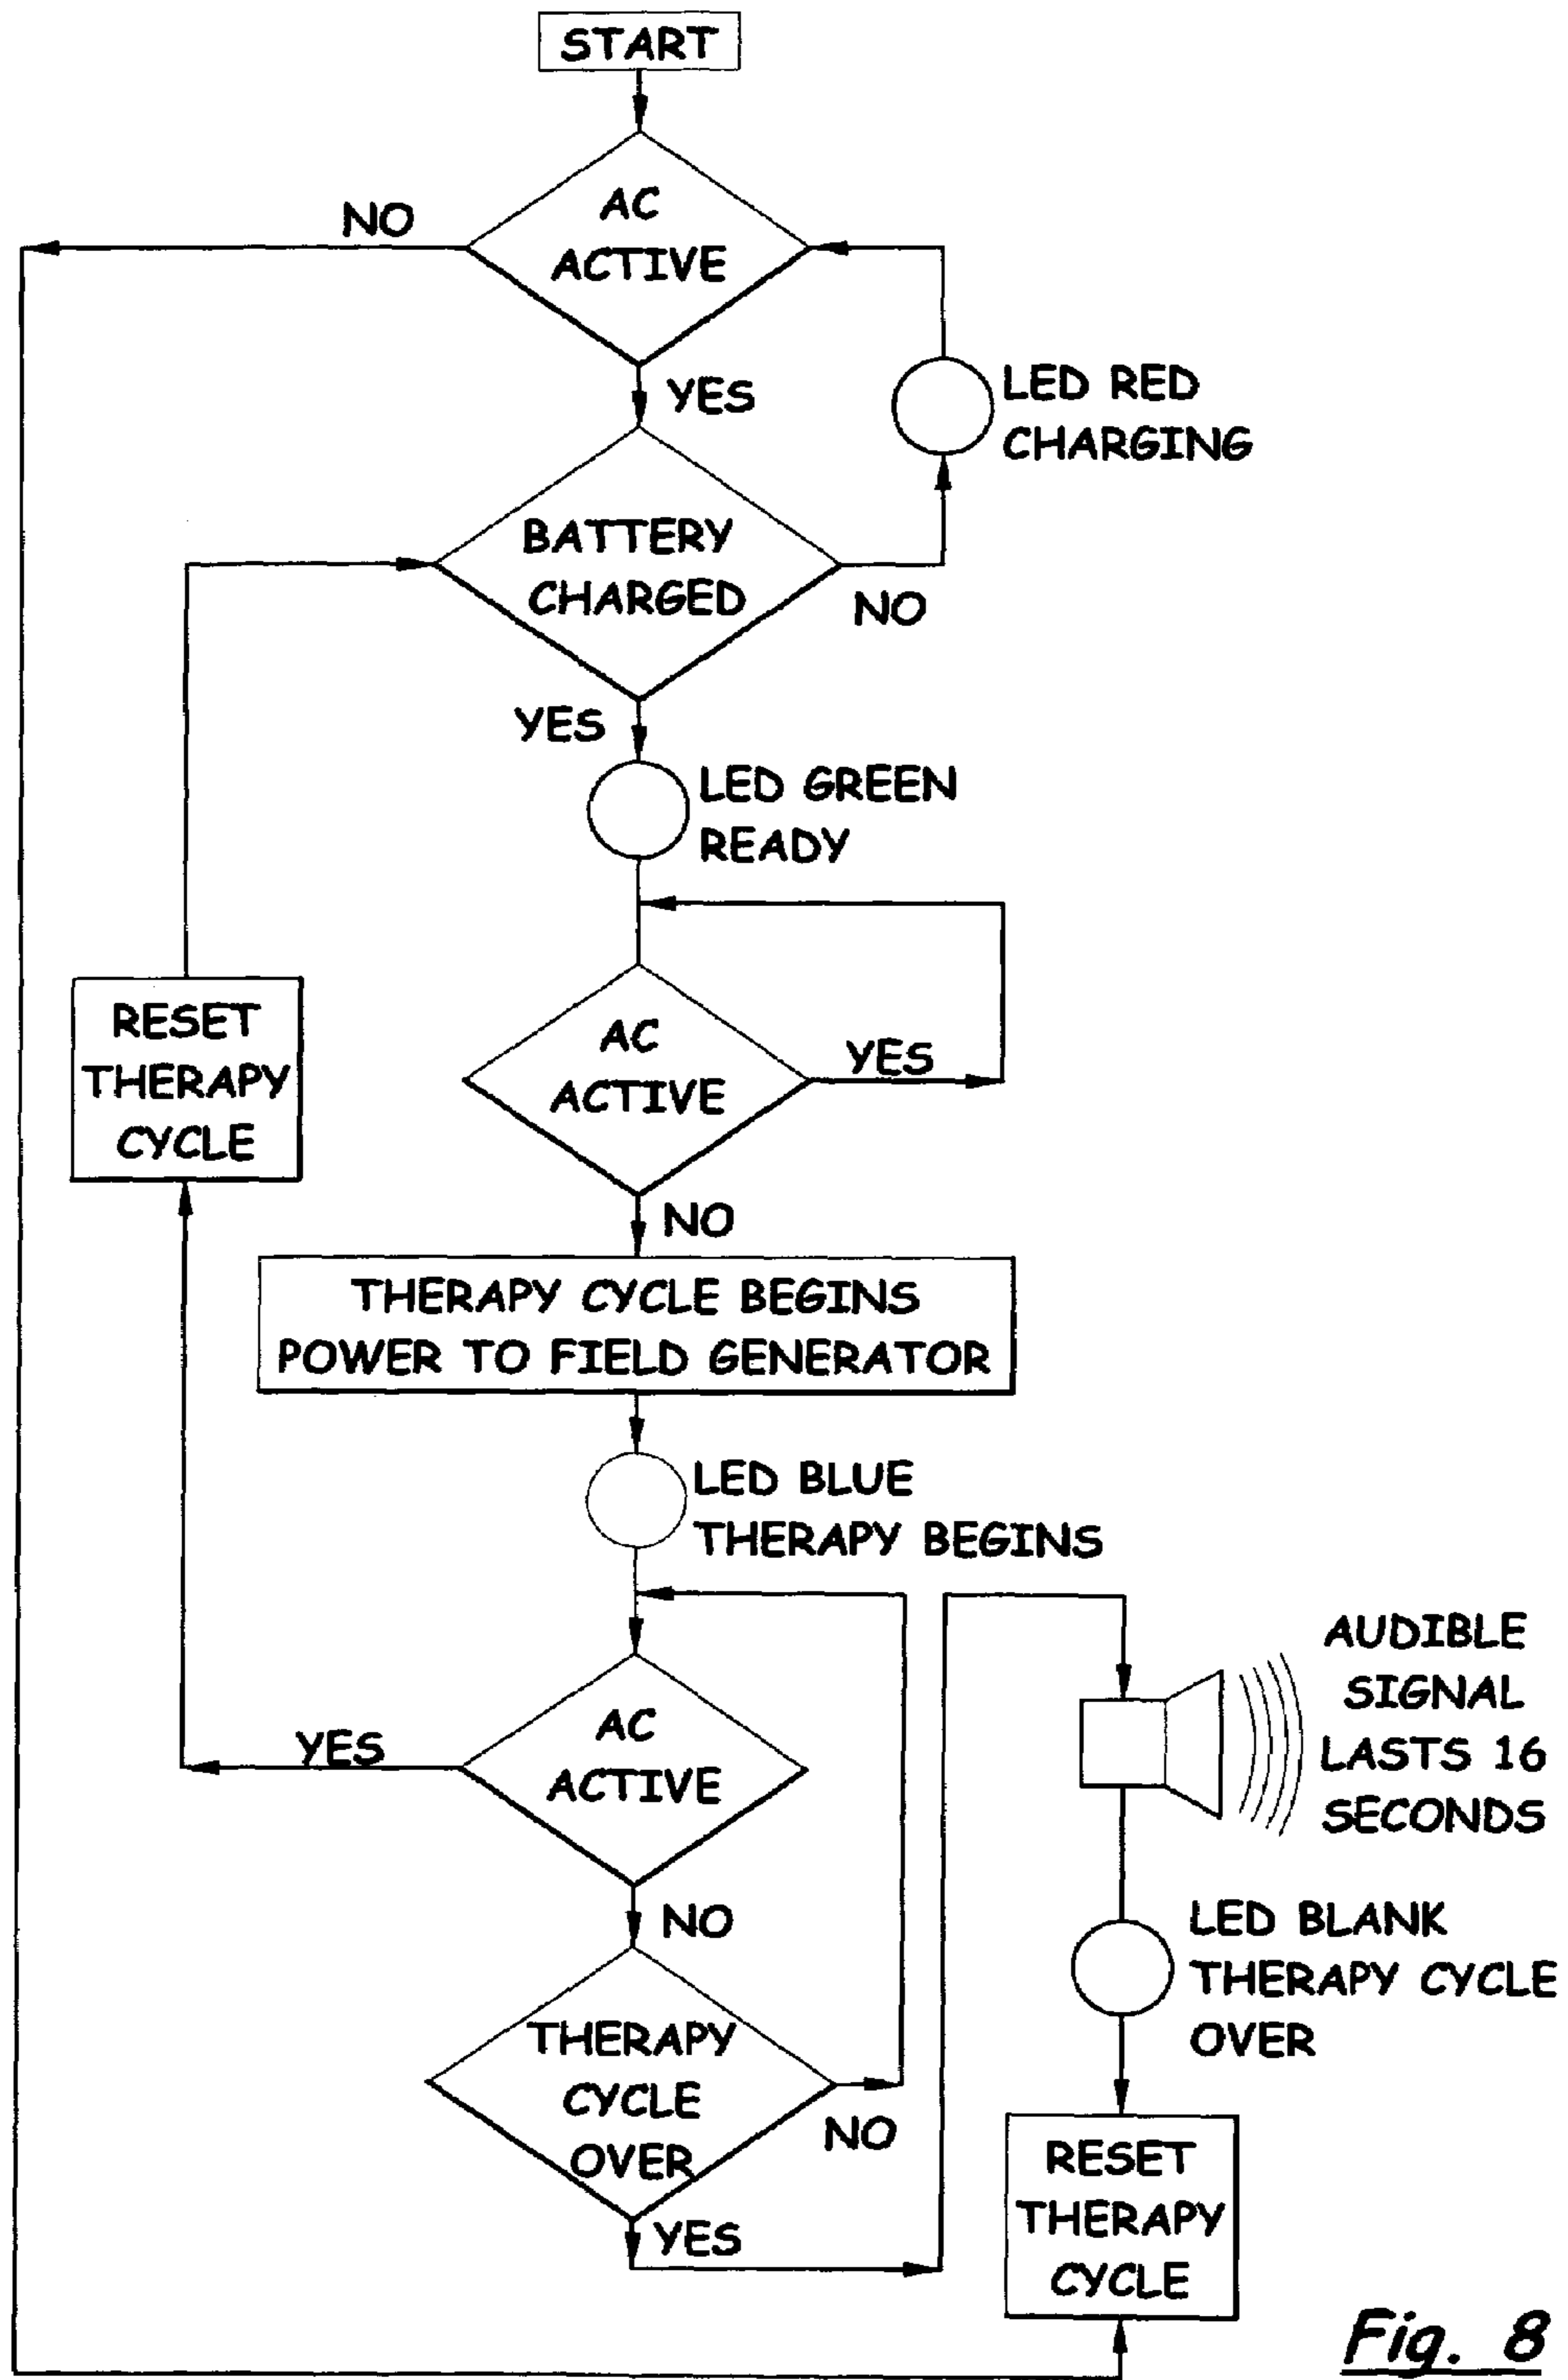 START
AC
ACTIVE
NO
YES
LED RED
CHARGING
BATTERY
CHARGED
NO
YES
LED GREEN
READY
RESET
THERAPY
CYCLE
AC
ACTIVE
YES
NO
THERAPY CYCLE BEGINS
POWER TO FIELD GENERATOR
LED BLUE
THERAPY BEGINS
AC
ACTIVE
YES
NO
THERAPY
CYCLE
OVER
NO
YES
AUDIBLE
SIGNAL
LASTS 16
SECONDS
LED BLANK
THERAPY CYCLE
OVER
RESET
THERAPY
CYCLE
Fig. 8